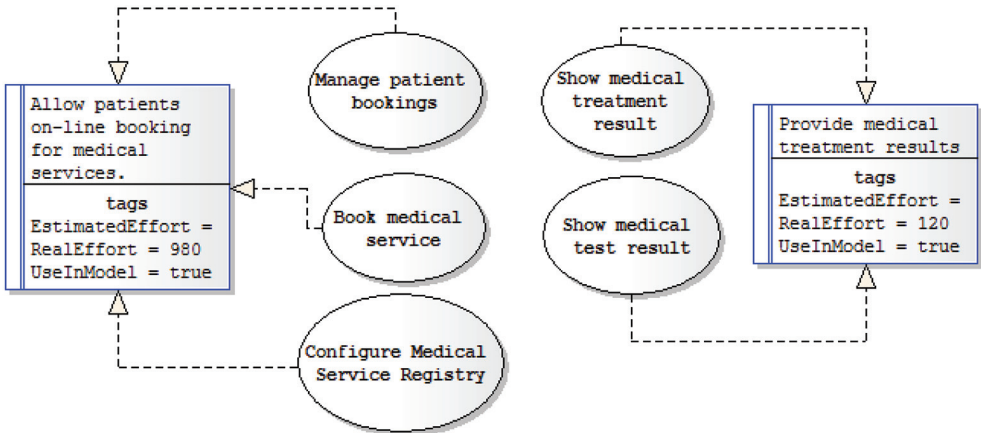 Allow patients
on-line booking
for medical
services.
tags
EstimatedEffort =
RealEffort = 980
UseInModel = true
Manage patient
bookings
Book medical
service
Configure Medical
Service Registry
Show medical
treatment
result
Show medical
test result
Provide medical
treatment results
tags
EstimatedEffort =
RealEffort = 120
UseInModel = true